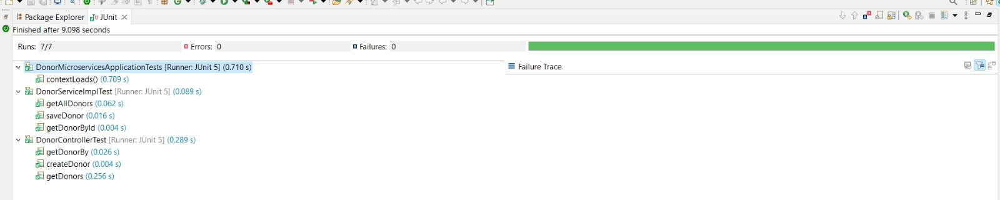 Package Explorer JUnit
Finished after 9.098 seconds
Runs: 7/7 Errors: 0 Failures: 0
DonorMicroservicesApplicationTests [Runner: JUnit 5] (0.710 s)
Failure Trace
contextLoads() (0.709 s)
DonorServiceImplTest [Runner: JUnit 5] (0.089 s)
getAllDonors (0.062 s)
saveDonor (0.016 s)
getDonorById (0.004 s)
DonorControllerTest [Runner: JUnit 5] (0.289 s)
getDonorBy (0.026 s)
createDonor (0.004 s)
getDonors (0.256 s)